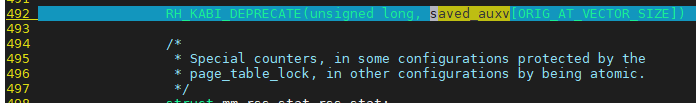 492 RH_KABI_DEPRECATE(unsigned long, saved_auxv[ORIG_AT_VECTOR_SIZE])
493
494 /*
495 * Special counters, in some configurations protected by the
496 * page_table_lock, in other configurations by being atomic.
497 */
498 struct mm_rss_stat rss_stat;